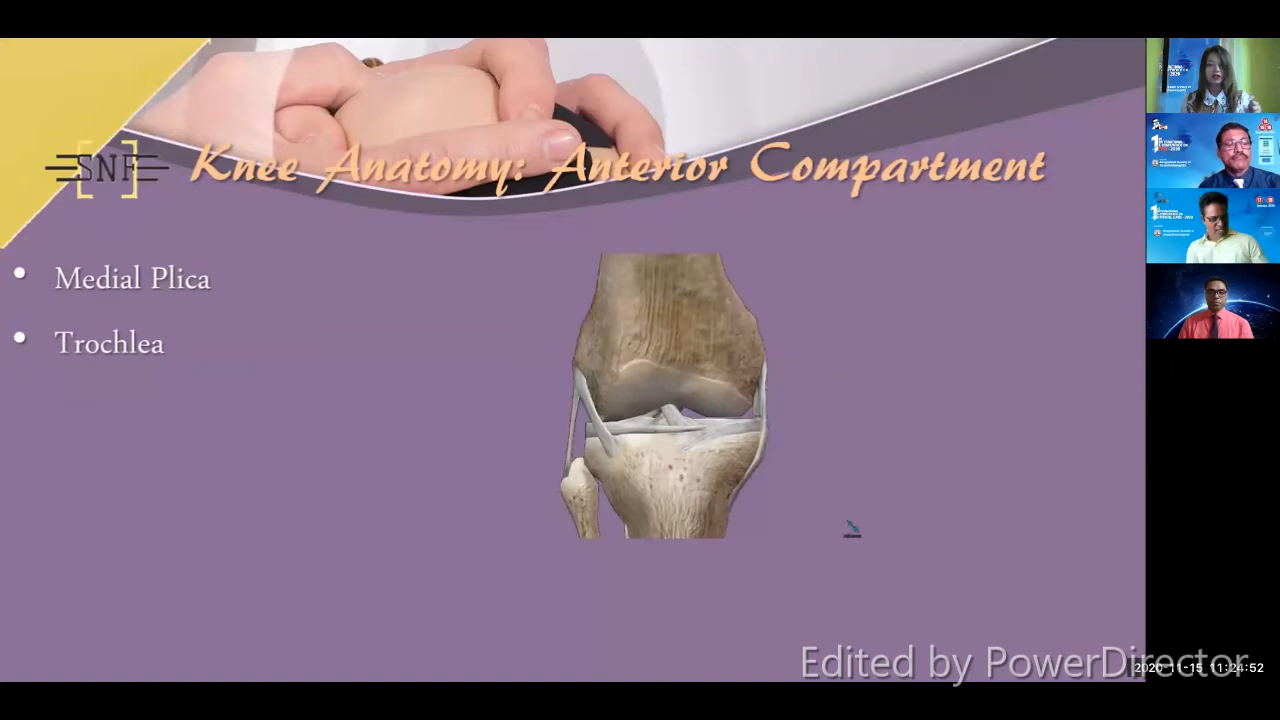 SNF
Knee Anatomy: Anterior Compartment
• Medial Plica
• Trochlea
Edited by PowerDirector
2020-11-15 11:24:52